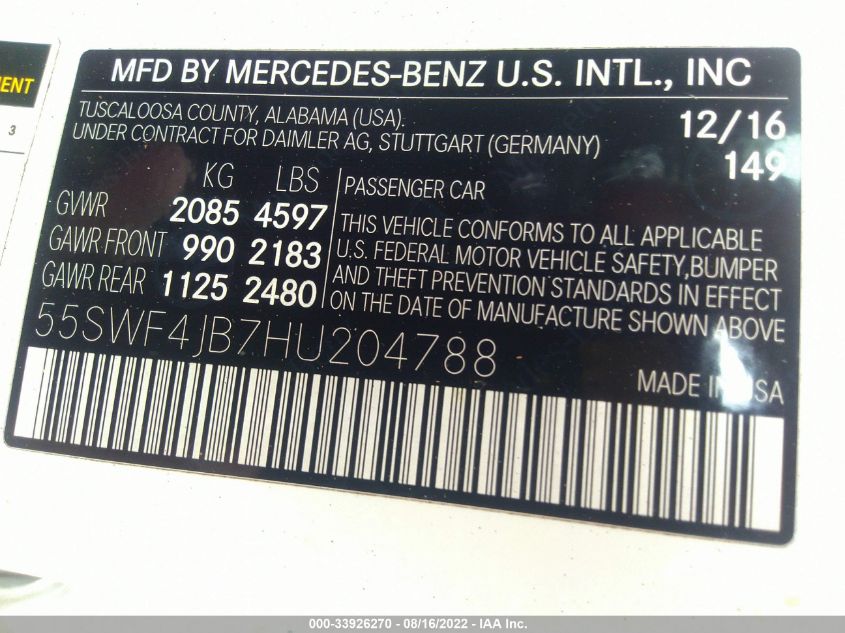 MENT
3
MFD BY MERCEDES-BENZ U.S. INTL., INC
TUSCALOOSA COUNTY, ALABAMA (USA).
UNDER CONTRACT FOR DAIMLER AG, STUTTGART (GERMANY)
12/16
149
KG LBS
GVWR 2085 4597
GAWR FRONT 990 2183
GAWR REAR 1125 2480
PASSENGER CAR
THIS VEHICLE CONFORMS TO ALL APPLICABLE
U.S. FEDERAL MOTOR VEHICLE SAFETY,BUMPER
AND THEFT PREVENTION STANDARDS IN EFFECT
ON THE DATE OF MANUFACTURE SHOWN ABOVE
55SWF4JB7HU204788
MADE IN USA
000-33926270 - 08/16/2022 - IAA Inc.